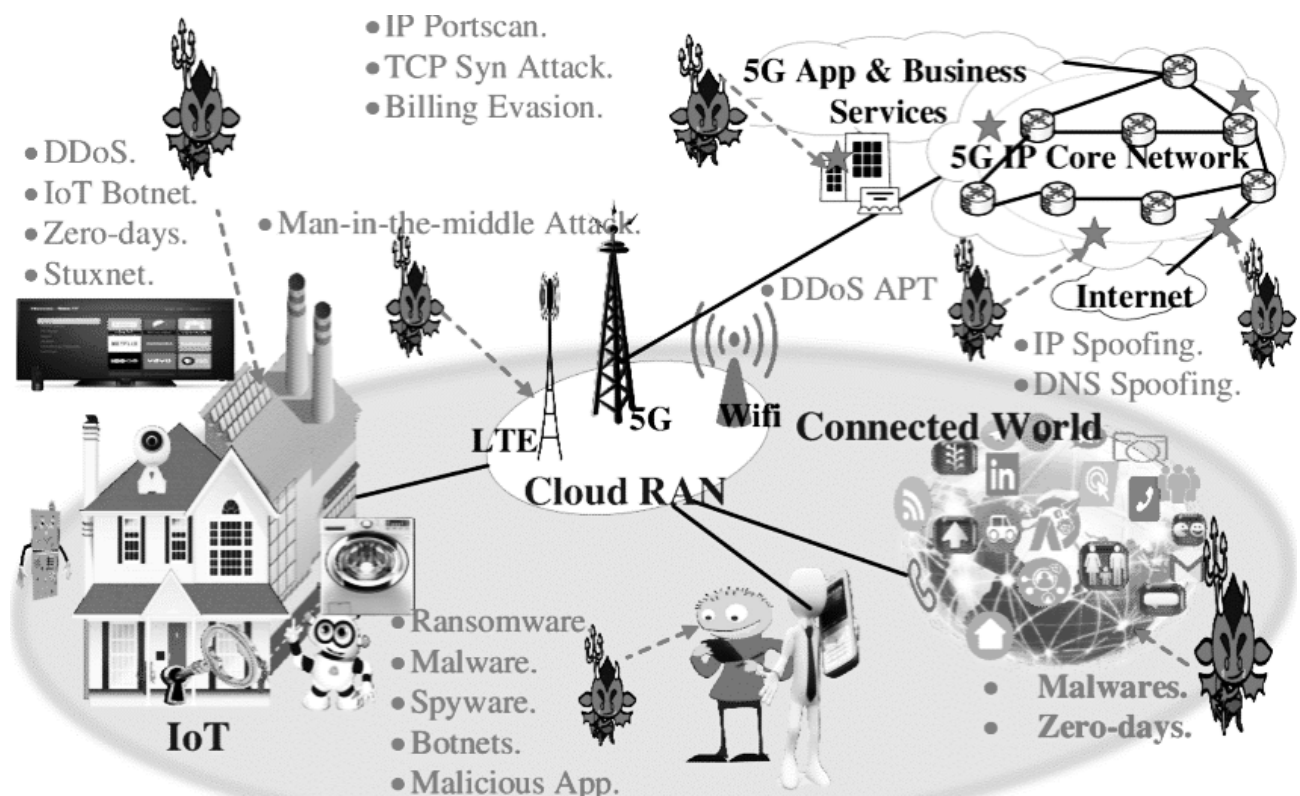 • IP Portscan.
• TCP Syn Attack.
• Billing Evasion.
5G App & Business
Services
5G IP Core Network
• DDoS.
• IoT Botnet.
• Zero-days.
• Stuxnet.
• Man-in-the-middle Attack.
• DDoS APT
Internet
• IP Spoofing.
• DNS Spoofing.
LTE
5G
Wifi
Connected World
Cloud RAN
in
IoT
• Ransomware
• Malware.
• Spyware.
• Botnets.
• Malicious App.
• Malwares.
• Zero-days.